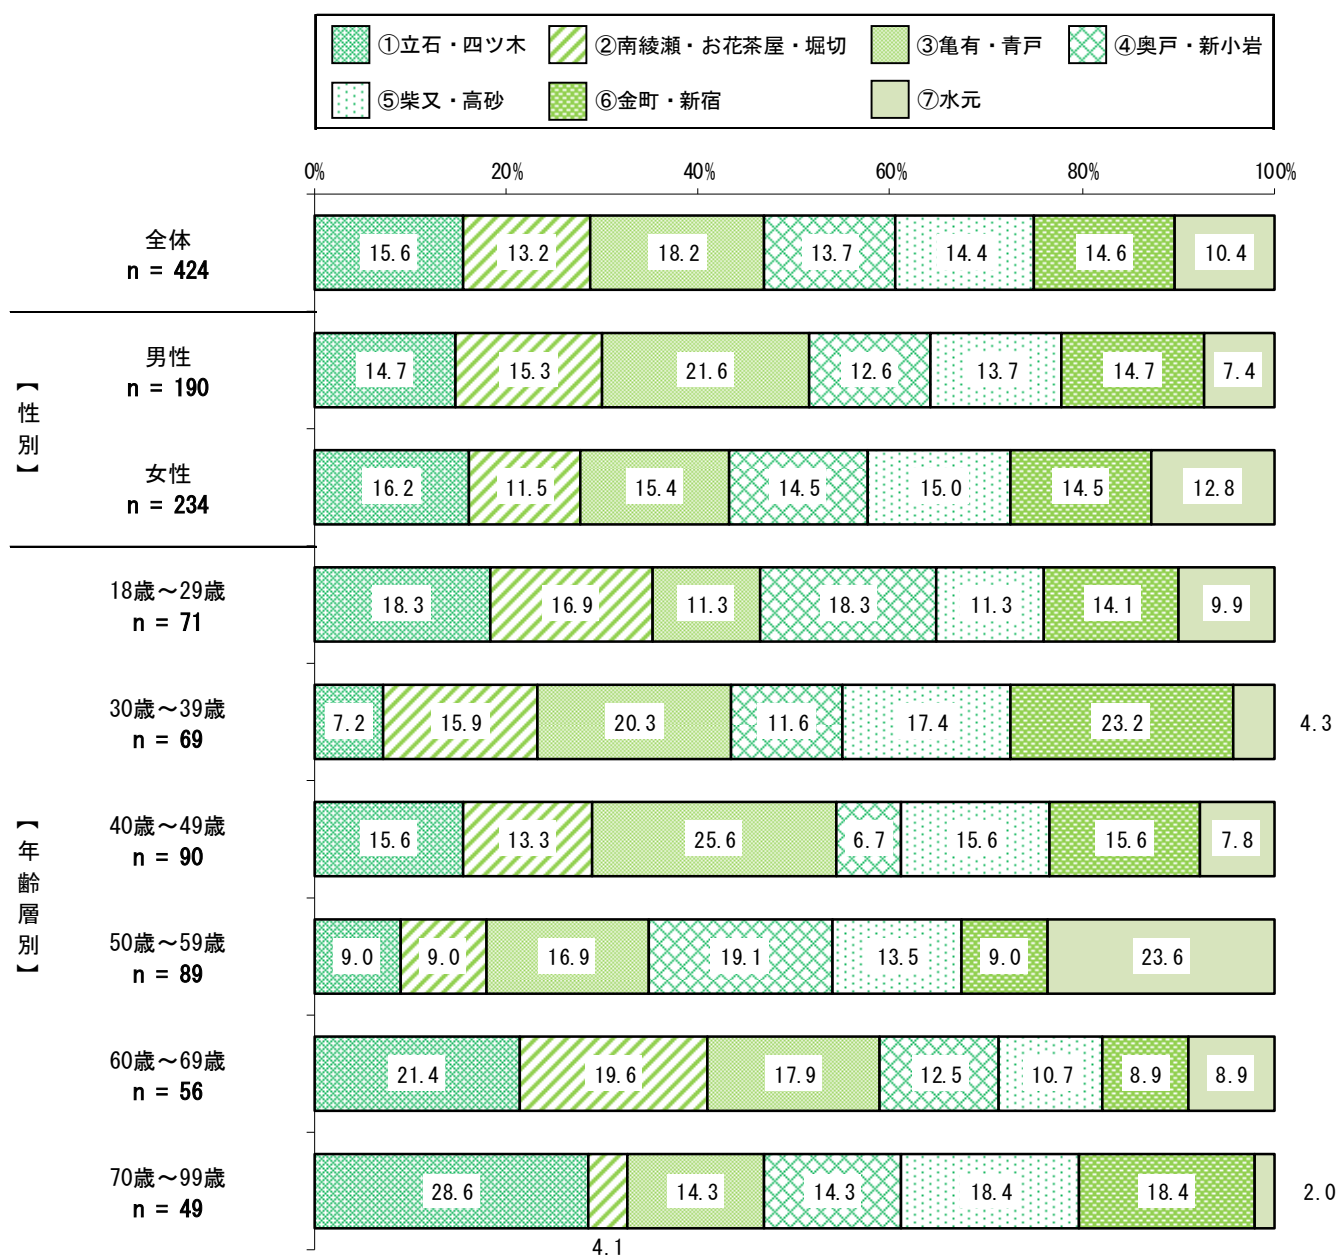 ①立石・四ツ木 ②南綾瀬・お花茶屋・堀切 ③亀有・青戸 ④奥戸・新小岩
⑤柴又・高砂 ⑥金町・新宿 ⑦水元
0% 20% 40% 60% 80% 100%
全体
n = 424
15.6 13.2 18.2 13.7 14.4 14.6 10.4
【性別】
男性
n = 190
14.7 15.3 21.6 12.6 13.7 14.7 7.4
女性
n = 234
16.2 11.5 15.4 14.5 15.0 14.5 12.8
【年齢層別】
18歳～29歳
n = 71
18.3 16.9 11.3 18.3 11.3 14.1 9.9
30歳～39歳
n = 69
7.2 15.9 20.3 11.6 17.4 23.2 4.3
40歳～49歳
n = 90
15.6 13.3 25.6 6.7 15.6 15.6 7.8
50歳～59歳
n = 89
9.0 9.0 16.9 19.1 13.5 9.0 23.6
60歳～69歳
n = 56
21.4 19.6 17.9 12.5 10.7 8.9 8.9
70歳～99歳
n = 49
28.6 14.3 14.3 18.4 18.4 2.0
4.1